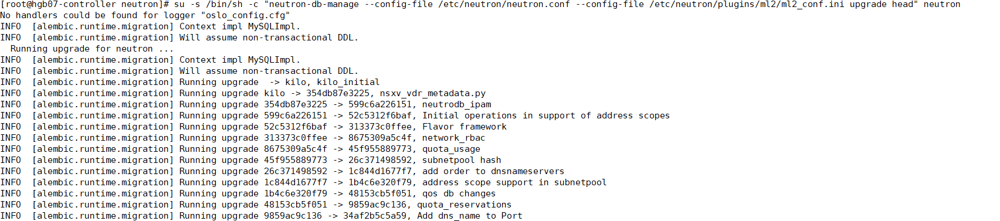 [root@hgb07-controller neutron]# su -s /bin/sh -c "neutron-db-manage --config-file /etc/neutron/neutron.conf --config-file /etc/neutron/plugins/ml2/ml2_conf.ini upgrade head" neutron
No handlers could be found for logger "oslo_config.cfg"
INFO  [alembic.runtime.migration] Context impl MySQLImpl.
INFO  [alembic.runtime.migration] Will assume non-transactional DDL.
  Running upgrade for neutron ...
INFO  [alembic.runtime.migration] Context impl MySQLImpl.
INFO  [alembic.runtime.migration] Will assume non-transactional DDL.
INFO  [alembic.runtime.migration] Running upgrade  -> kilo, kilo_initial
INFO  [alembic.runtime.migration] Running upgrade kilo -> 354db87e3225, nsxv_vdr_metadata.py
INFO  [alembic.runtime.migration] Running upgrade 354db87e3225 -> 599c6a226151, neutrodb_ipam
INFO  [alembic.runtime.migration] Running upgrade 599c6a226151 -> 52c5312f6baf, Initial operations in support of address scopes
INFO  [alembic.runtime.migration] Running upgrade 52c5312f6baf -> 313373c0ffee, Flavor framework
INFO  [alembic.runtime.migration] Running upgrade 313373c0ffee -> 8675309a5c4f, network_rbac
INFO  [alembic.runtime.migration] Running upgrade 8675309a5c4f -> 45f955889773, quota_usage
INFO  [alembic.runtime.migration] Running upgrade 45f955889773 -> 26c371498592, subnetpool hash
INFO  [alembic.runtime.migration] Running upgrade 26c371498592 -> 1c844d1677f7, add order to dnsnameservers
INFO  [alembic.runtime.migration] Running upgrade 1c844d1677f7 -> 1b4c6e320f79, address scope support in subnetpool
INFO  [alembic.runtime.migration] Running upgrade 1b4c6e320f79 -> 48153cb5f051, qos db changes
INFO  [alembic.runtime.migration] Running upgrade 48153cb5f051 -> 9859ac9c136, quota_reservations
INFO  [alembic.runtime.migration] Running upgrade 9859ac9c136 -> 34af2b5c5a59, Add dns_name to Port